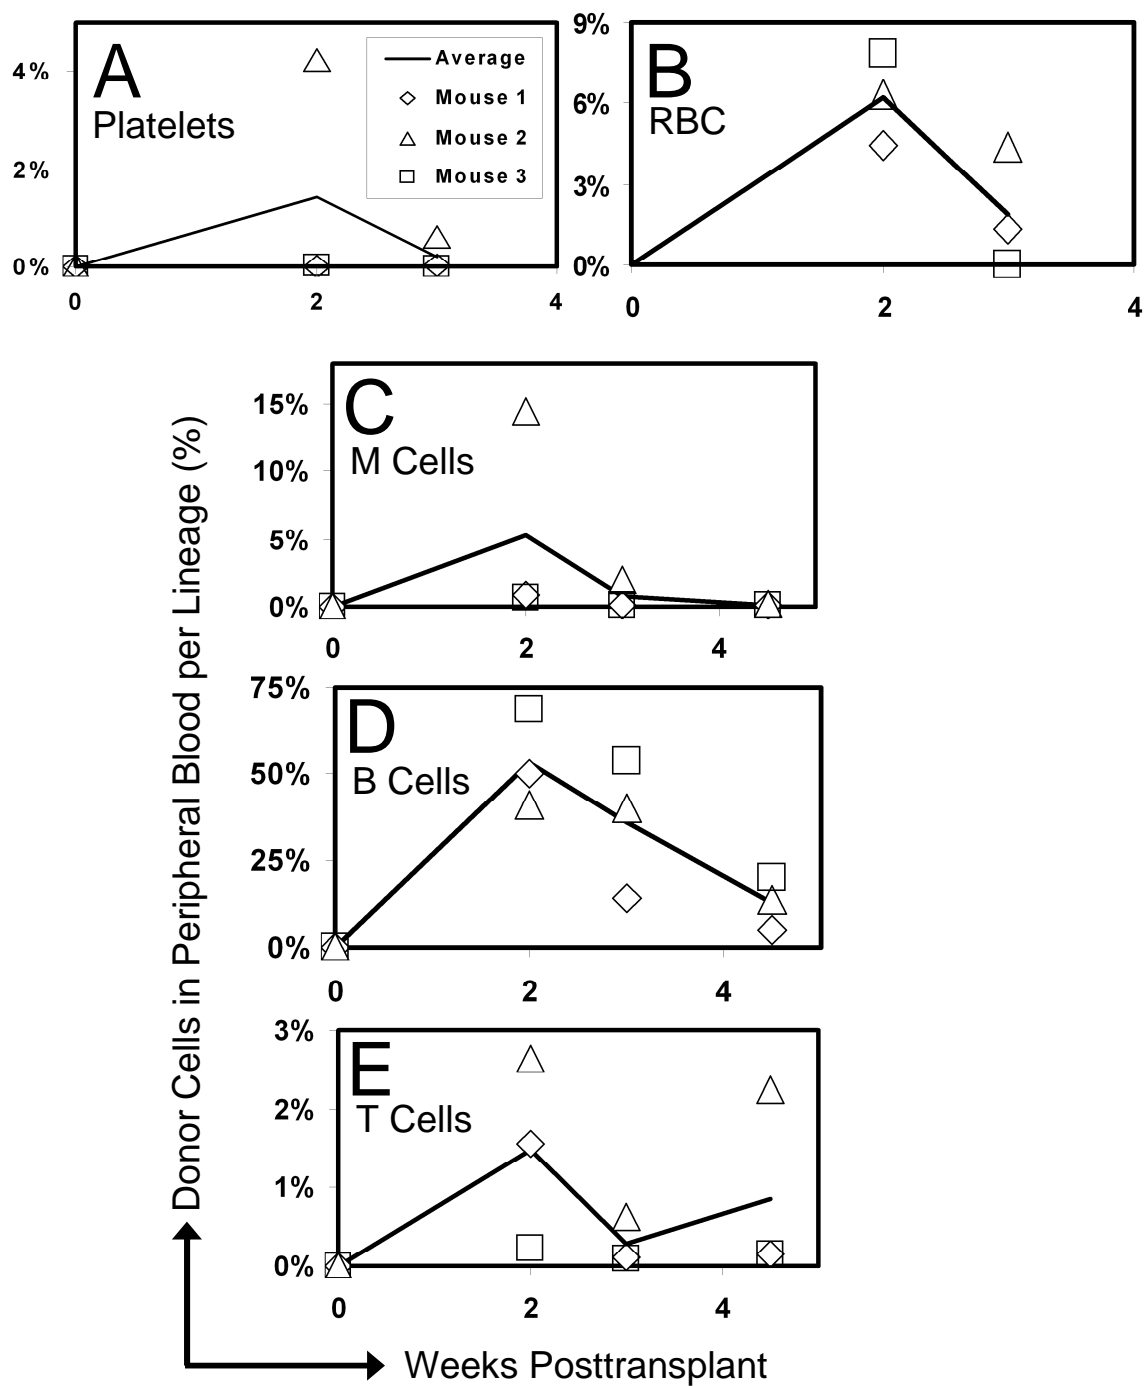 A
Platelets
4%
2%
0%
0
2
4
Average
Mouse 1
Mouse 2
Mouse 3
B
RBC
9%
6%
3%
0%
0
2
4
C
M Cells
15%
10%
5%
0%
0
2
4
D
B Cells
75%
50%
25%
0%
0
2
4
E
T Cells
3%
2%
1%
0%
0
2
4
Donor Cells in Peripheral Blood per Lineage (%)
Weeks Posttransplant